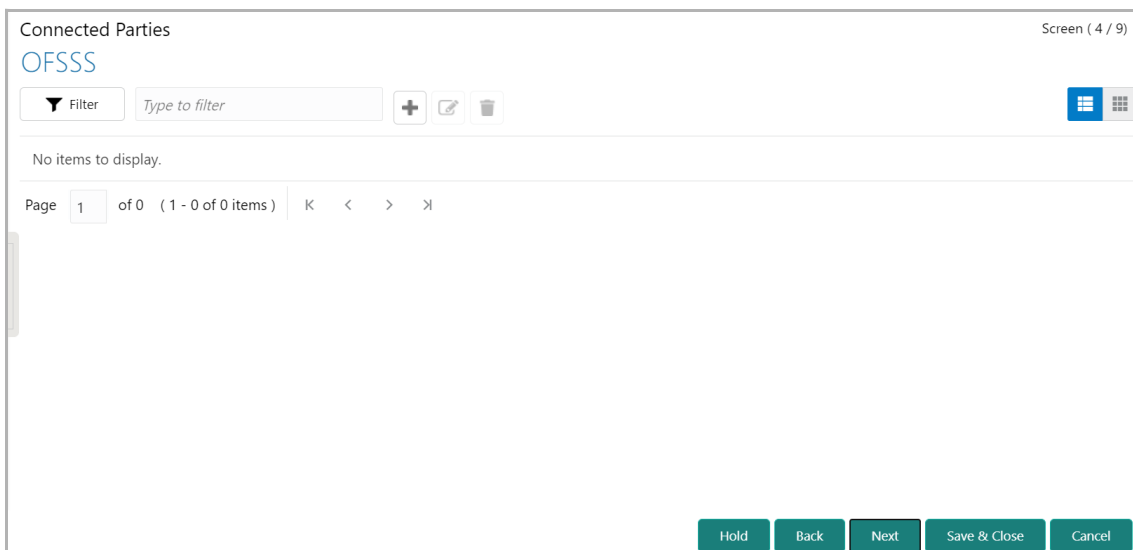 Connected Parties
Screen ( 4 / 9)
OFSSS
Filter
Type to filter
No items to display.
Page 1 of 0 ( 1 - 0 of 0 items )
Hold Back Next Save & Close Cancel